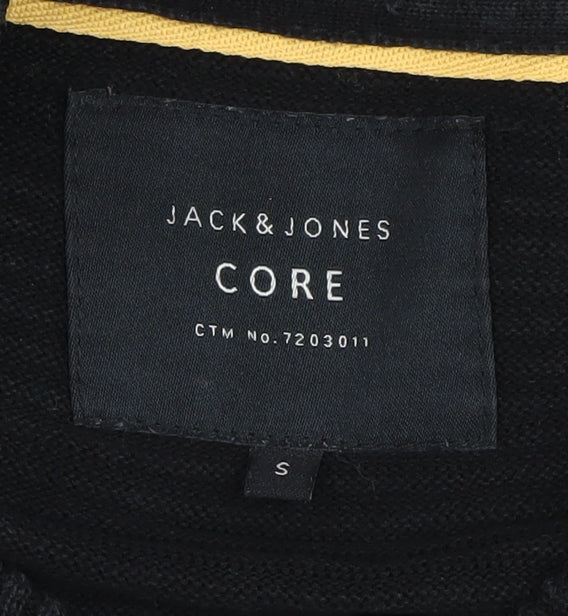 JACK & JONES
CORE
CTM No. 7203011
S